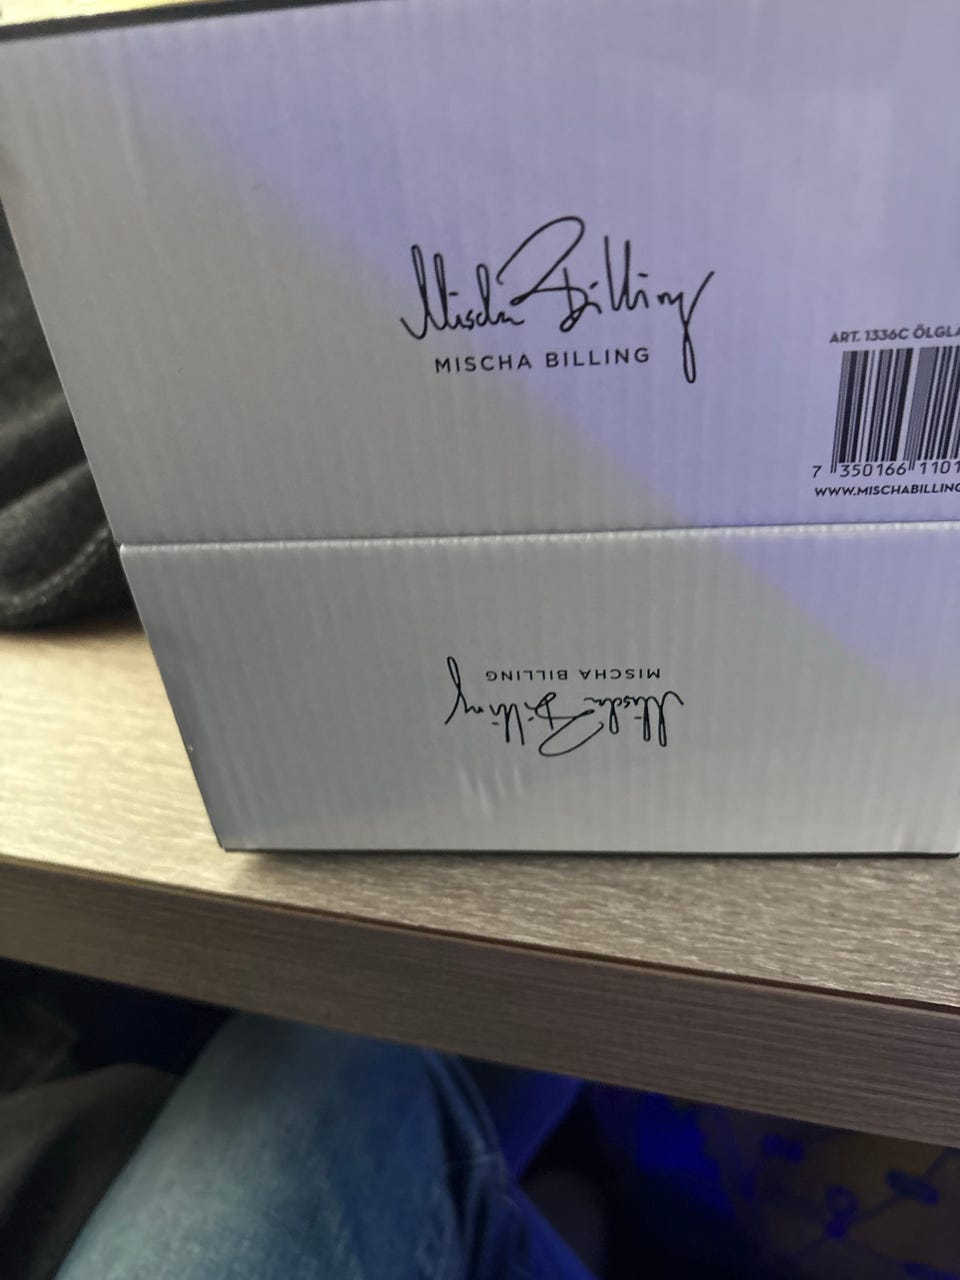 Mischa Billing
MISCHA BILLING
ART. 1336C ÖLGLA
7 350166 1101
WWW.MISCHABILLING
MISCHA BILLING
Mischa Billing